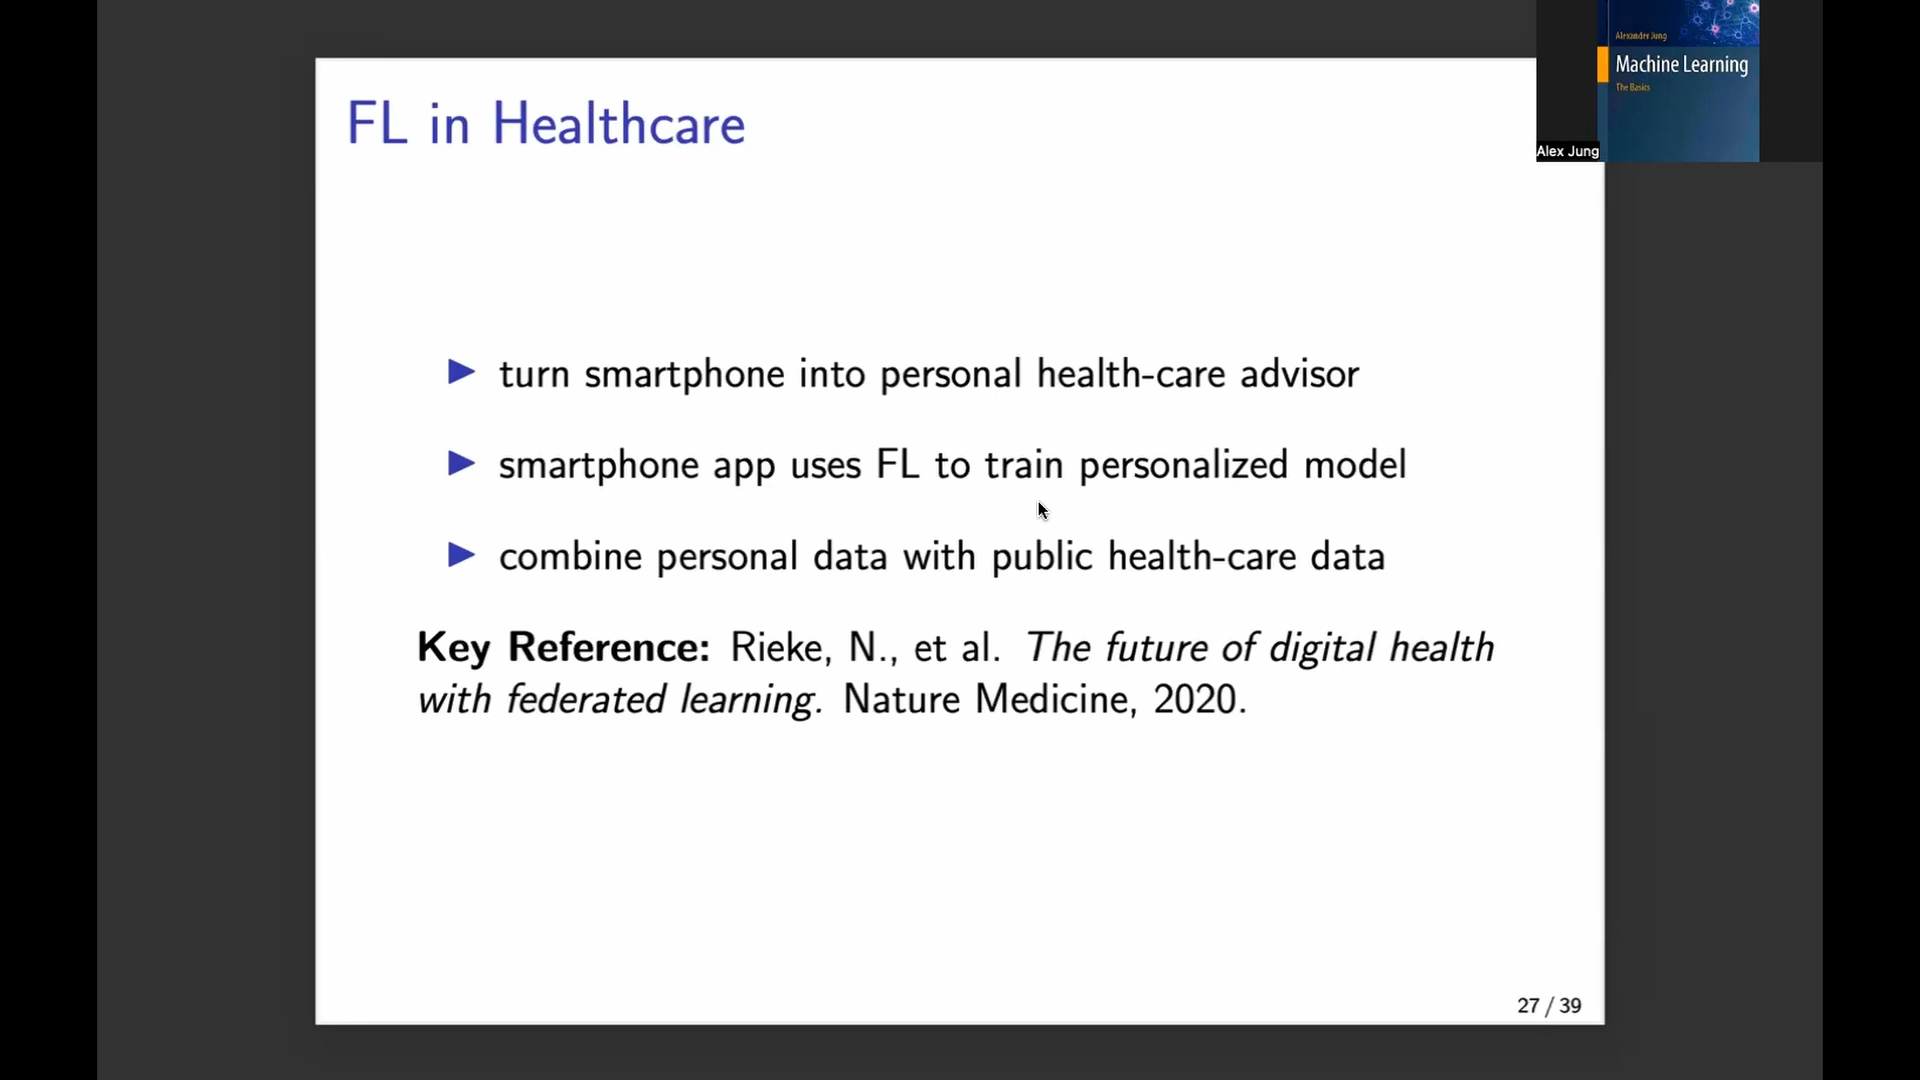 FL in Healthcare
Alexander Jung
Machine Learning
The Basics
Alex Jung
turn smartphone into personal health-care advisor
smartphone app uses FL to train personalized model
combine personal data with public health-care data
Key Reference: Rieke, N., et al. The future of digital health
with federated learning. Nature Medicine, 2020.
27 / 39